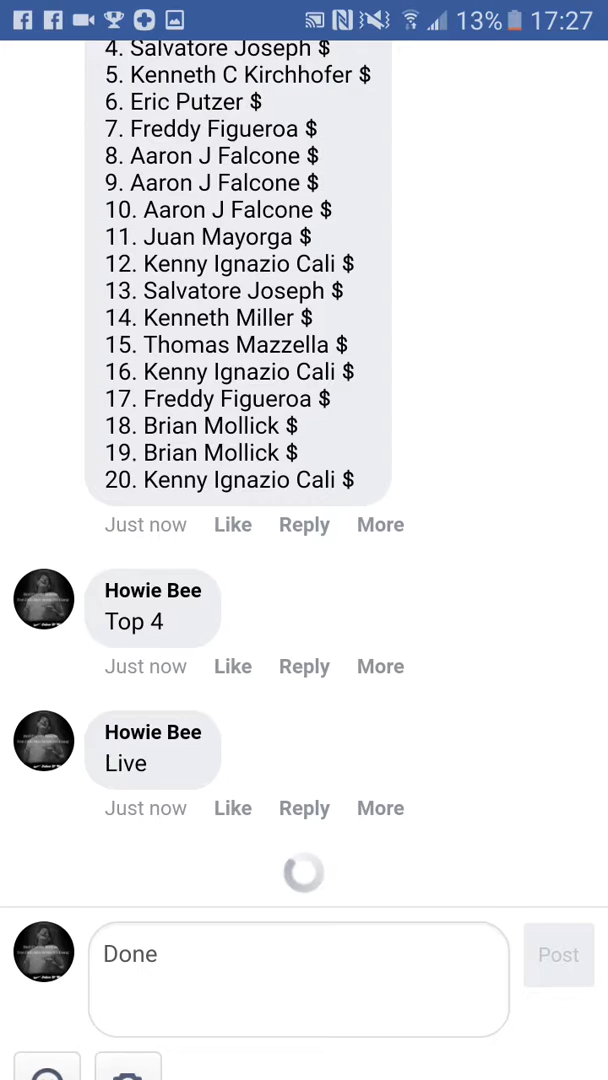 13% 17:27
4. Salvatore Joseph $
5. Kenneth C Kirchhofer $
6. Eric Putzer $
7. Freddy Figueroa $
8. Aaron J Falcone $
9. Aaron J Falcone $
10. Aaron J Falcone $
11. Juan Mayorga $
12. Kenny Ignazio Cali $
13. Salvatore Joseph $
14. Kenneth Miller $
15. Thomas Mazzella $
16. Kenny Ignazio Cali $
17. Freddy Figueroa $
18. Brian Mollick $
19. Brian Mollick $
20. Kenny Ignazio Cali $
Just now Like Reply More
Howie Bee
Top 4
Just now Like Reply More
Howie Bee
Live
Just now Like Reply More
Done
Post